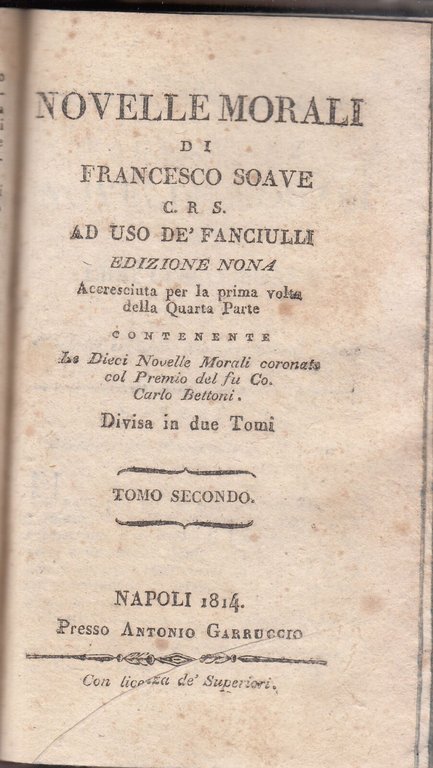 NOVELLE MORALI
DI
FRANCESCO SOAVE
C. R S.
AD USO DE' FANCIULLI
EDIZIONE NONA
Aceresciuta per la prima volta
della Quarta Parte
CONTENENTE
Le Dieci Novelle Morali coronate
col Premio del fu Co.
Carlo Bettoni.
Divisa in due Tomi
TOMO SECONDO.
NAPOLI 1814.
Presso ANTONIO GARRUCCIO
Con licenza de' Superiori.